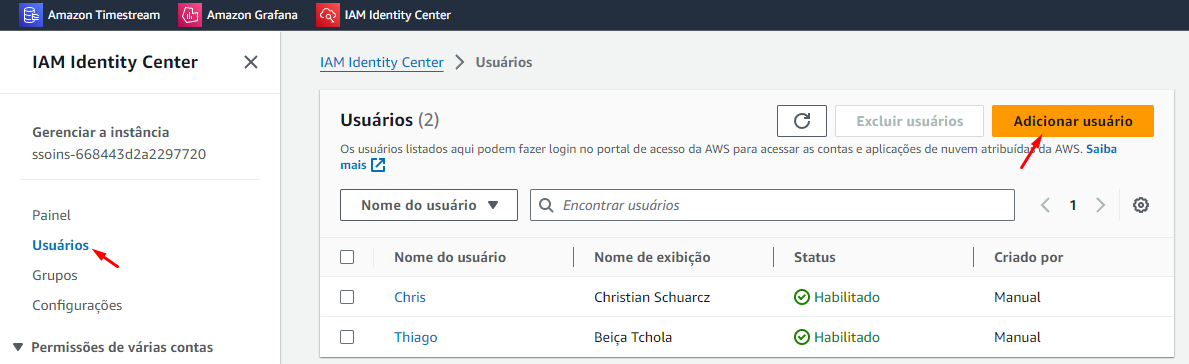 Amazon Timestream Amazon Grafana IAM Identity Center
IAM Identity Center
Gerenciar a instância
ssoins-668443d2a2297720
Painel
Usuários
Grupos
Configurações
Permissões de várias contas
IAM Identity Center > Usuários
Usuários (2)
Excluir usuários
Adicionar usuário
Os usuários listados aqui podem fazer login no portal de acesso da AWS para acessar as contas e aplicações de nuvem atribuídas da AWS. Saiba
mais
Nome do usuário
Encontrar usuários
1
Nome do usuário Nome de exibição Status Criado por
Chris Christian Schuarcz Habilitado Manual
Thiago Beiça Tchola Habilitado Manual